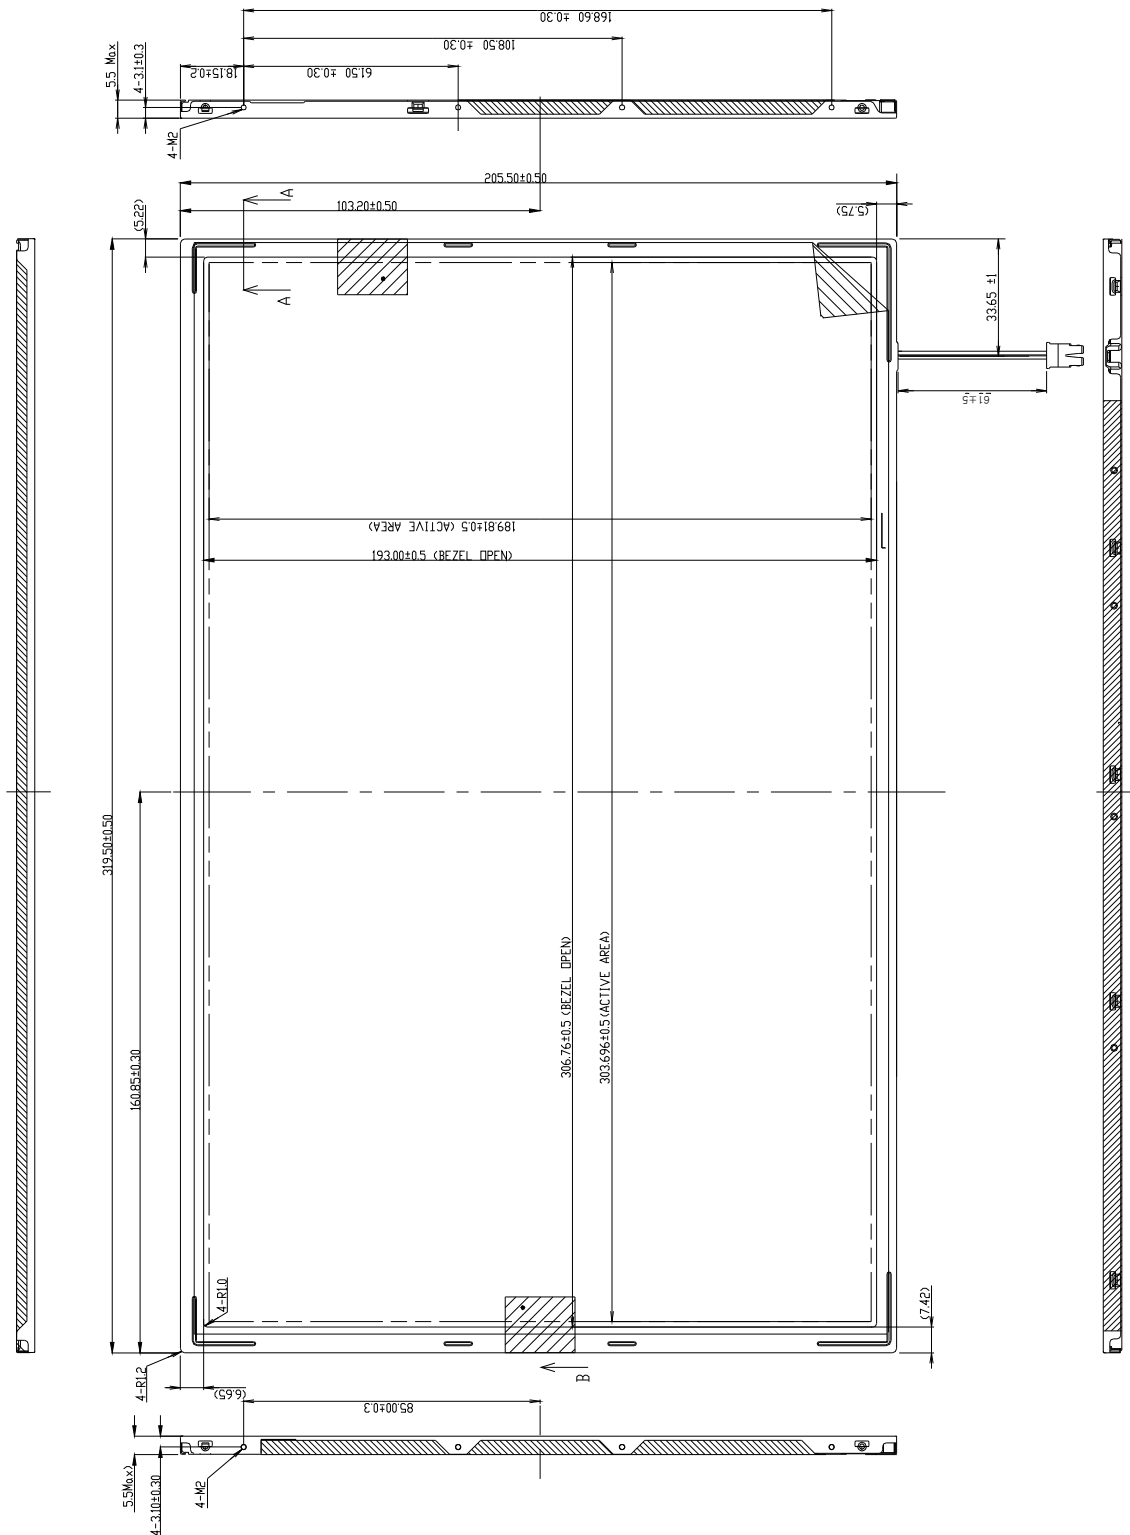 168.60 ±0.30
108.50 ±0.30
18.15±0.2
61.50 ±0.30
5.5 Max
4-3.1±0.3
4-M2
205.50±0.50
A
103.20±0.50
(5.75)
(5.22)
A
33.65 ±1
61±5
189.81±0.5 (ACTIVE AREA)
193.00±0.5 (BEZEL OPEN)
319.50±0.50
306.76±0.5 (BEZEL OPEN)
303.696±0.5(ACTIVE AREA)
160.85±0.30
4-R1.0
(7.42)
4-R1.2
(6.65)
B
85.00±0.3
5.5Max)
4-M2
4-3.10±0.30